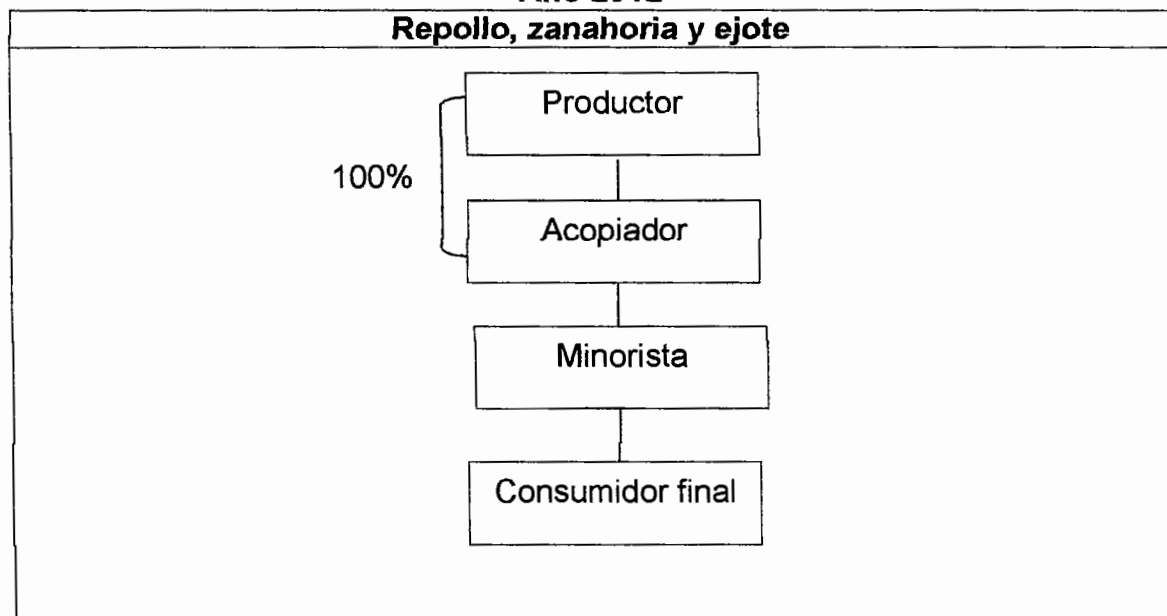 Repollo, zanahoria y ejote
Productor
100%
Acopiador
Minorista
Consumidor final